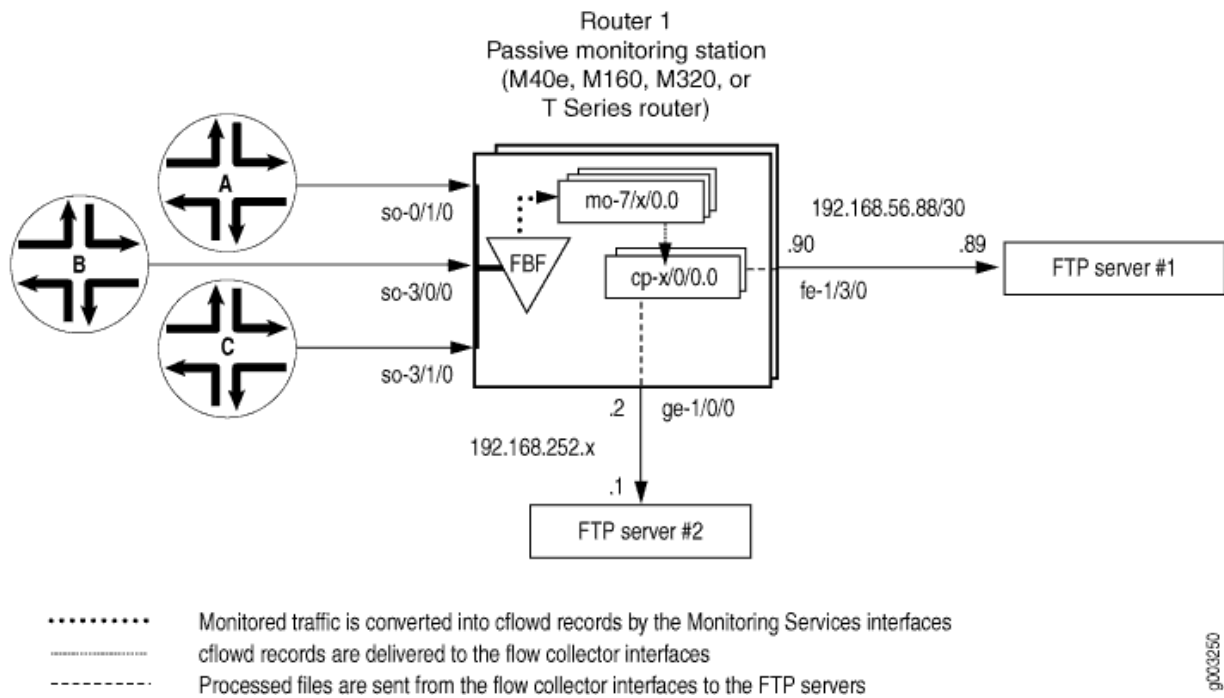 Router 1
Passive monitoring station
(M40e, M160, M320, or
T Series router)
A
B
C
so-0/1/0
so-3/0/0
so-3/1/0
FBF
mo-7/x/0.0
cp-x/0/0.0
192.168.56.88/30
.90
.89
fe-1/3/0
FTP server #1
.2
ge-1/0/0
192.168.252.x
.1
FTP server #2
Monitored traffic is converted into cflowd records by the Monitoring Services interfaces
cflowd records are delivered to the flow collector interfaces
Processed files are sent from the flow collector interfaces to the FTP servers
g003250